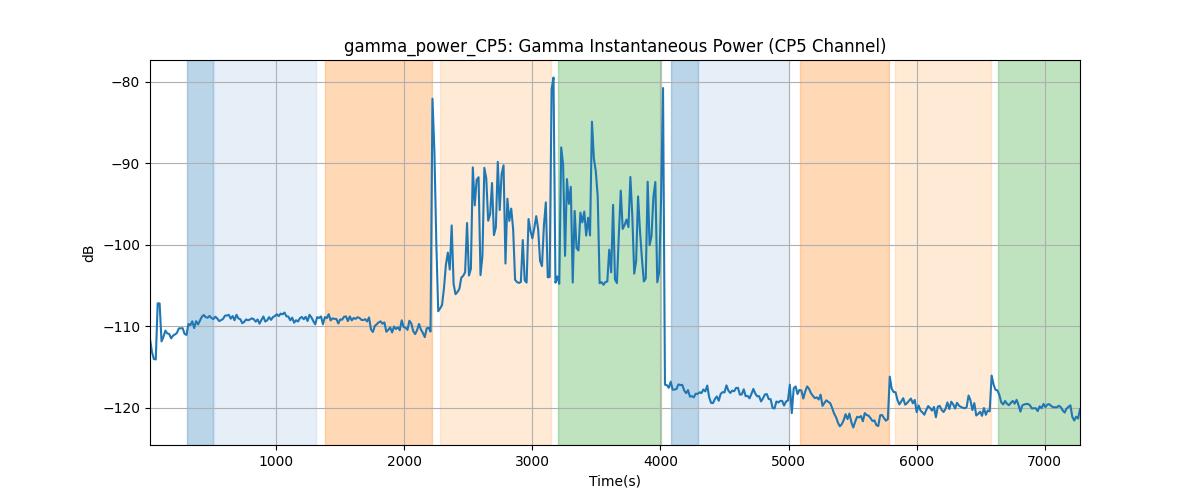 gamma_power_CP5: Gamma Instantaneous Power (CP5 Channel)
−80
−90
−100
−110
−120
dB
1000 2000 3000 4000 5000 6000 7000
Time(s)